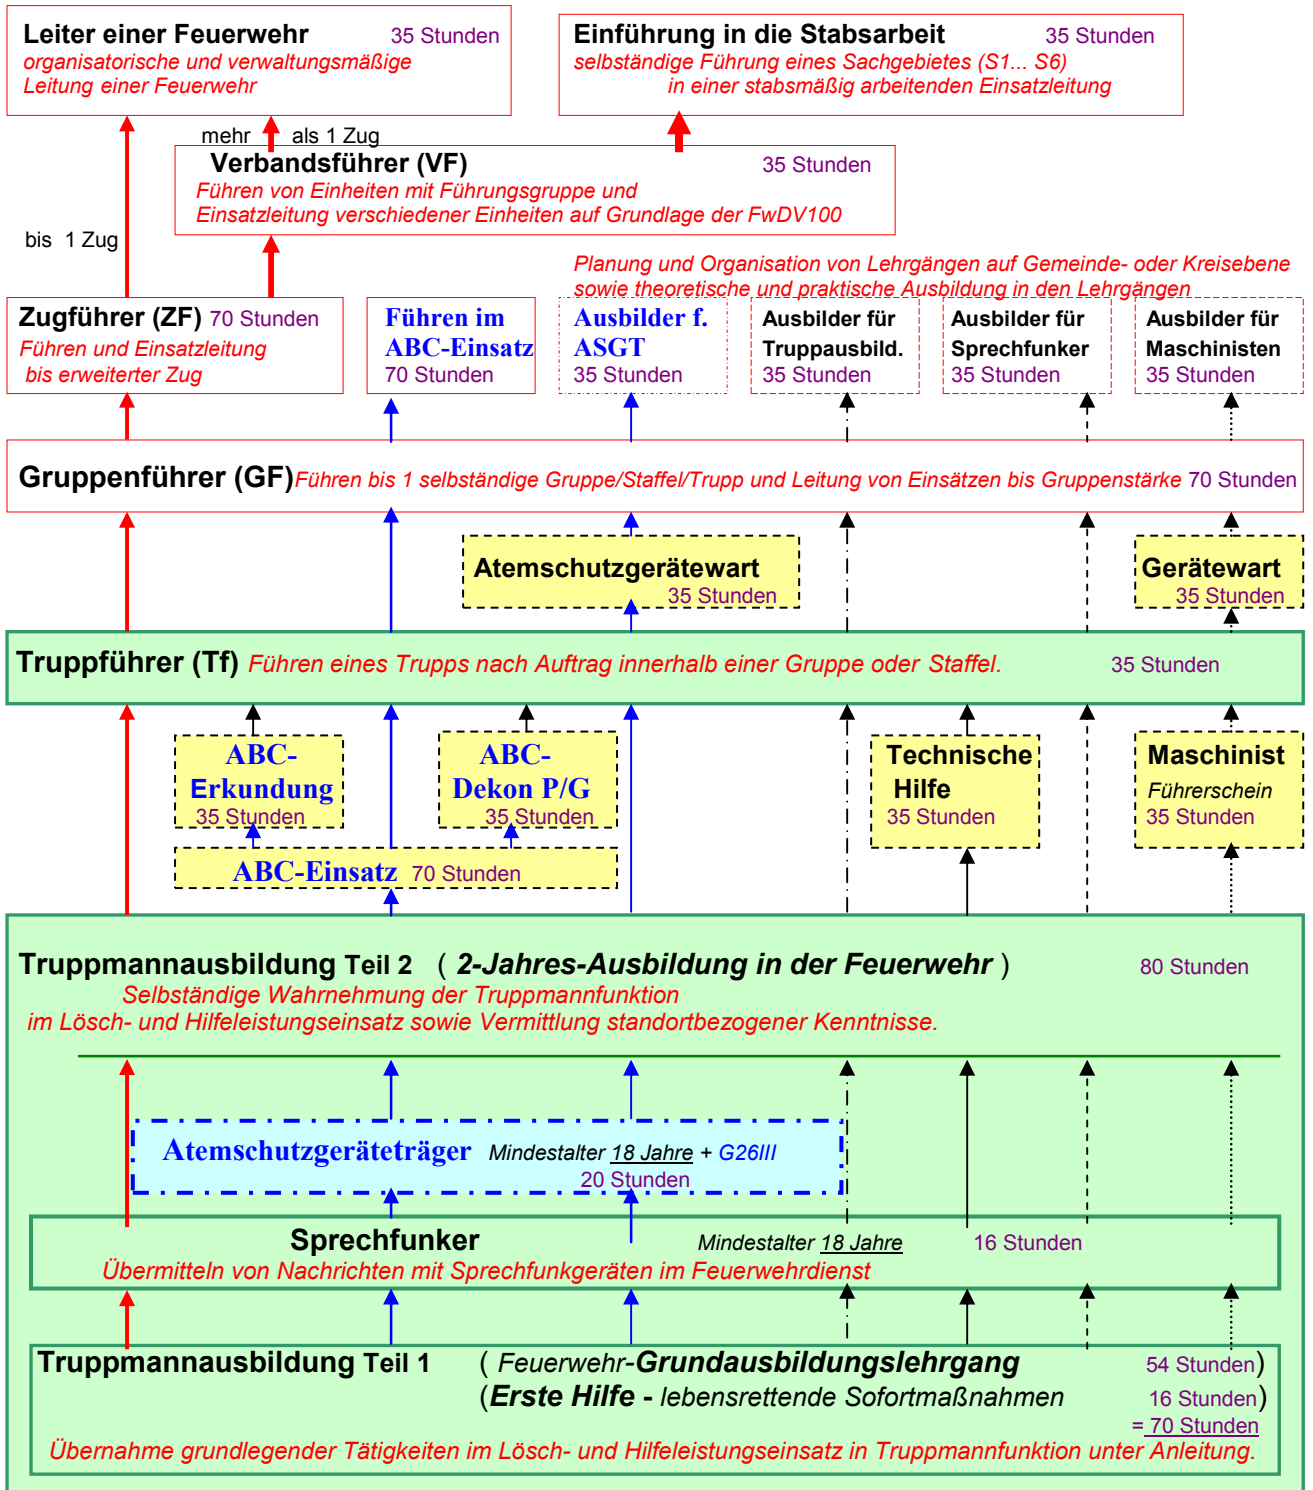 Leiter einer Feuerwehr 35 Stunden
organisatorische und verwaltungsmäßige
Leitung einer Feuerwehr
Einführung in die Stabsarbeit 35 Stunden
selbständige Führung eines Sachgebietes (S1... S6)
in einer stabsmäßig arbeitenden Einsatzleitung
mehr als 1 Zug
Verbandsführer (VF) 35 Stunden
Führen von Einheiten mit Führungsgruppe und
Einsatzleitung verschiedener Einheiten auf Grundlage der FwDV100
bis 1 Zug
Planung und Organisation von Lehrgängen auf Gemeinde- oder Kreisebene
sowie theoretische und praktische Ausbildung in den Lehrgängen
Zugführer (ZF) 70 Stunden
Führen und Einsatzleitung
bis erweiterter Zug
Führen im
ABC-Einsatz
70 Stunden
Ausbilder f.
ASGT
35 Stunden
Ausbilder für
Truppausbild.
35 Stunden
Ausbilder für
Sprechfunker
35 Stunden
Ausbilder für
Maschinisten
35 Stunden
Gruppenführer (GF) Führen bis 1 selbständige Gruppe/Staffel/Trupp und Leitung von Einsätzen bis Gruppenstärke 70 Stunden
Atemschutzgerätewart
35 Stunden
Gerätewart
35 Stunden
Truppführer (Tf) Führen eines Trupps nach Auftrag innerhalb einer Gruppe oder Staffel. 35 Stunden
ABC-
Erkundung
35 Stunden
ABC-
Dekon P/G
35 Stunden
Technische
Hilfe
35 Stunden
Maschinist
Führerschein
35 Stunden
ABC-Einsatz 70 Stunden
Truppmannausbildung Teil 2 ( 2-Jahres-Ausbildung in der Feuerwehr ) 80 Stunden
Selbständige Wahrnehmung der Truppmannfunktion
im Lösch- und Hilfeleistungseinsatz sowie Vermittlung standortbezogener Kenntnisse.
Atemschutzgeräteträger Mindestalter 18 Jahre + G26III
20 Stunden
Sprechfunker Mindestalter 18 Jahre 16 Stunden
Übermitteln von Nachrichten mit Sprechfunkgeräten im Feuerwehrdienst
Truppmannausbildung Teil 1 ( Feuerwehr-Grundausbildungslehrgang 54 Stunden)
(Erste Hilfe - lebensrettende Sofortmaßnahmen 16 Stunden)
= 70 Stunden
Übernahme grundlegender Tätigkeiten im Lösch- und Hilfeleistungseinsatz in Truppmannfunktion unter Anleitung.